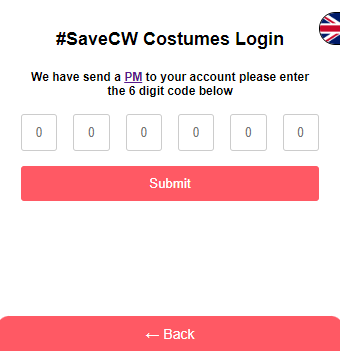 #SaveCW Costumes Login
We have send a PM to your account please enter
the 6 digit code below
0 0 0 0 0 0
Submit
← Back